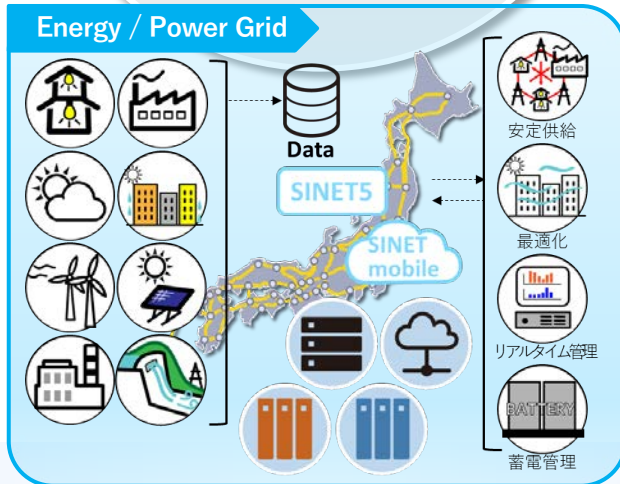 Energy / Power Grid
Data
SINET5
SINET
mobile
安定供給
最適化
リアルタイム管理
BATTERY
蓄電管理